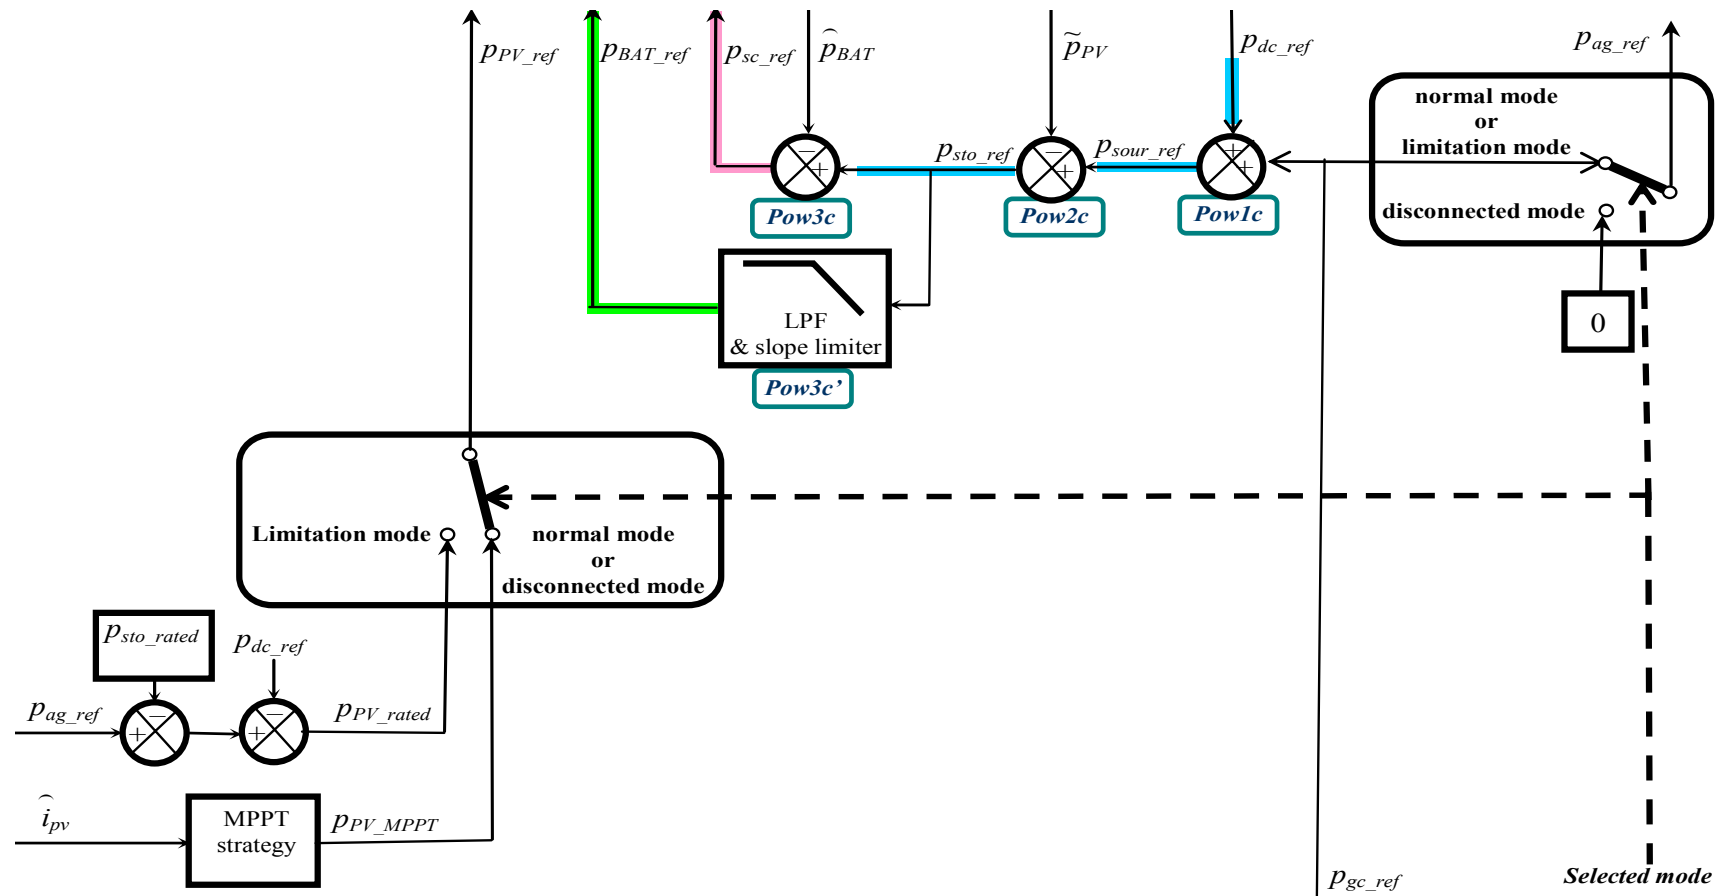 p_PV_ref
p_BAT_ref
p_sc_ref
p̂_BAT
p̃_PV
p_dc_ref
p_ag_ref
normal mode
or
limitation mode
disconnected mode
0
p_sto_ref
p_sour_ref
−
+
−
+
+
+
Pow3c
Pow2c
Pow1c
LPF
& slope limiter
Pow3c’
Limitation mode
normal mode
or
disconnected mode
p_sto_rated
p_dc_ref
p_ag_ref
−
+
−
+
p_PV_rated
î_pv
MPPT
strategy
p_PV_MPPT
p_gc_ref
Selected mode